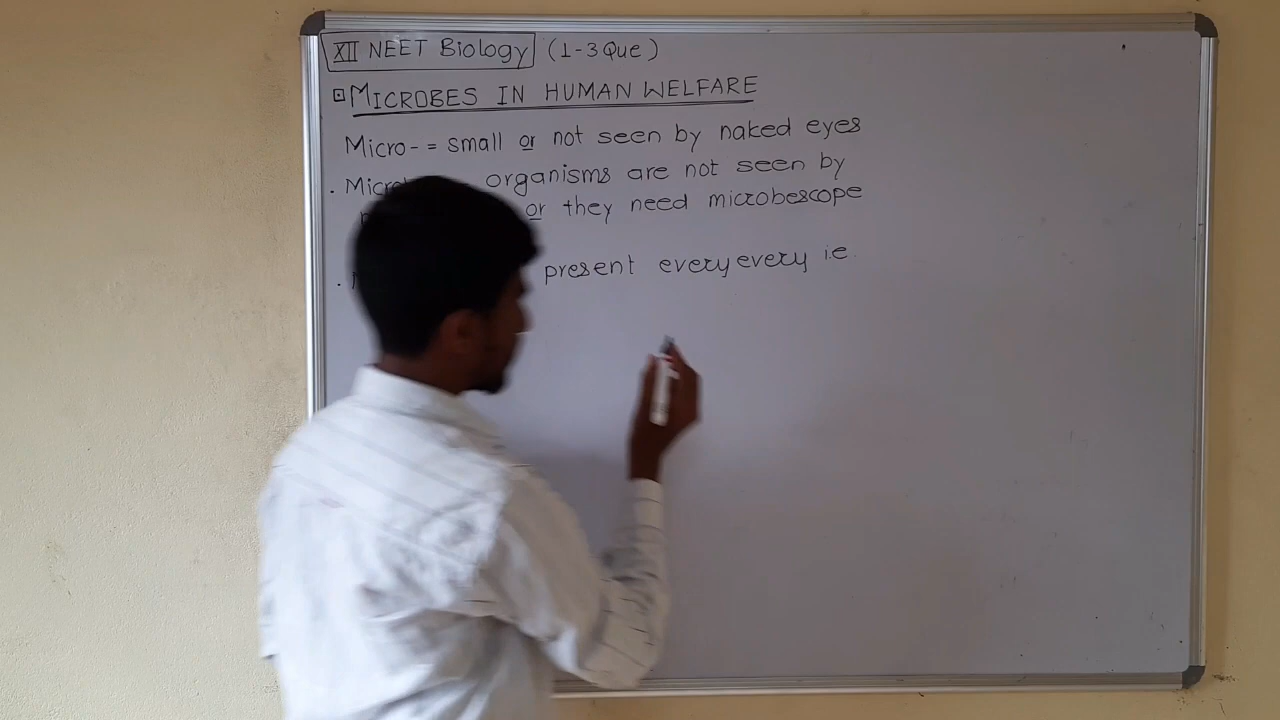 XII NEET Biology (1-3 Que)
MICROBES IN HUMAN WELFARE
Micro- = small or not seen by naked eyes
organisms are not seen by
or they need microbescope
present everyevery i.e.